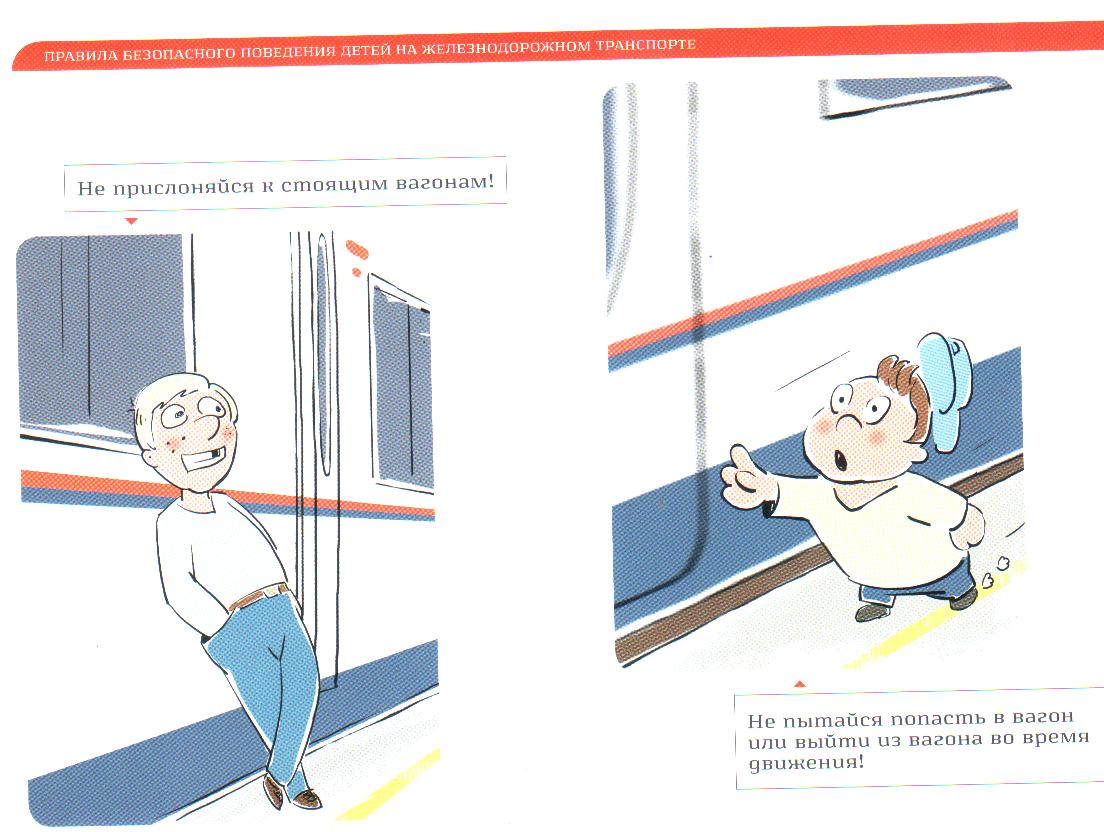 ПРАВИЛА БЕЗОПАСНОГО ПОВЕДЕНИЯ ДЕТЕЙ НА ЖЕЛЕЗНОДОРОЖНОМ ТРАНСПОРТЕ
Не прислоняйся к стоящим вагонам!
Не пытайся попасть в вагон
или выйти из вагона во время
движения!